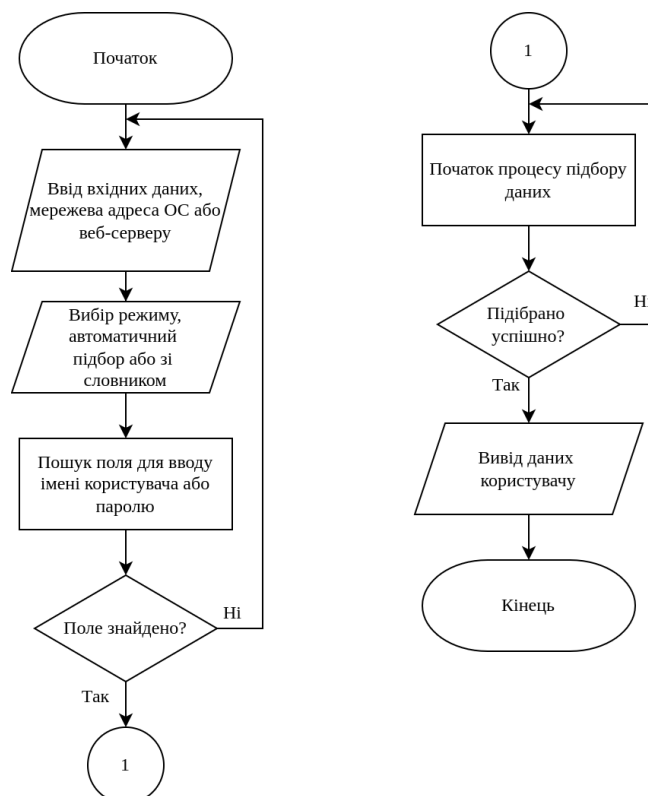 Початок
Ввід вхідних даних,
мережева адреса ОС або
веб-серверу
Вибір режиму,
автоматичний
підбор або зі
словником
Пошук поля для вводу
імені користувача або
паролю
Поле знайдено?
Ні
Так
1
1
Початок процесу підбору
даних
Підібрано
успішно?
Ні
Так
Вивід даних
користувачу
Кінець